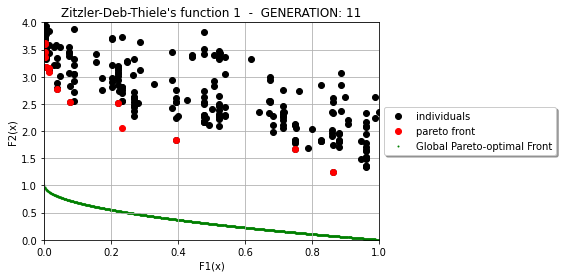 Zitzler-Deb-Thiele's function 1 - GENERATION: 11
4.0
3.5
3.0
2.5
2.0
1.5
1.0
0.5
0.0
F2(x)
0.0 0.2 0.4 0.6 0.8 1.0
F1(x)
individuals
pareto front
Global Pareto-optimal Front